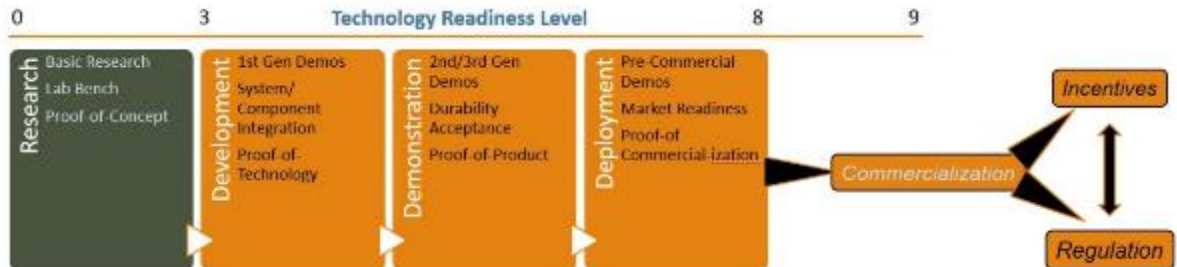 0 3 Technology Readiness Level 8 9
Research
Basic Research
Lab Bench
Proof-of-Concept
Development
1st Gen Demos
System/
Component
Integration
Proof-of-
Technology
Demonstration
2nd/3rd Gen
Demos
Durability
Acceptance
Proof-of-Product
Deployment
Pre-Commercial
Demos
Market Readiness
Proof-of
Commercial-ization
Commercialization
Incentives
Regulation